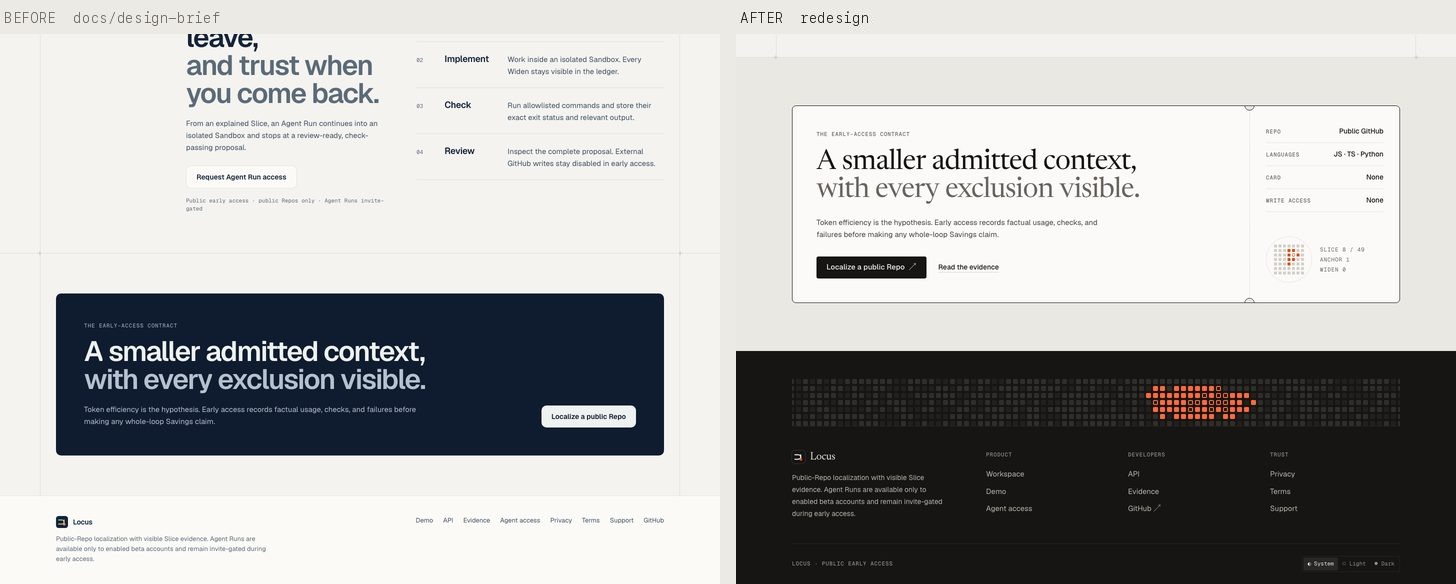 BEFORE docs/design-brief
leave,
and trust when
you come back.
From an explained Slice, an Agent Run continues into an
isolated Sandbox and stops at a review-ready, check-
passing proposal.
Request Agent Run access
Public early access · public Repos only · Agent Runs invite-
gated
02 Implement Work inside an isolated Sandbox. Every
Widen stays visible in the ledger.
03 Check Run allowlisted commands and store their
exact exit status and relevant output.
04 Review Inspect the complete proposal. External
GitHub writes stay disabled in early access.
THE EARLY-ACCESS CONTRACT
A smaller admitted context,
with every exclusion visible.
Token efficiency is the hypothesis. Early access records factual usage, checks, and failures before
making any whole-loop Savings claim.
Localize a public Repo
Locus
Public-Repo localization with visible Slice evidence. Agent Runs are
available only to enabled beta accounts and remain invite-gated during
early access.
Demo API Evidence Agent access Privacy Terms Support GitHub
AFTER redesign
THE EARLY-ACCESS CONTRACT
A smaller admitted context,
with every exclusion visible.
Token efficiency is the hypothesis. Early access records factual usage, checks, and
failures before making any whole-loop Savings claim.
Localize a public Repo ↗
Read the evidence
REPO Public GitHub
LANGUAGES JS · TS · Python
CARD None
WRITE ACCESS None
SLICE 8 / 49
ANCHOR 1
WIDEN 0
Locus
Public-Repo localization with visible Slice
evidence. Agent Runs are available only to
enabled beta accounts and remain invite-gated
during early access.
PRODUCT
Workspace
Demo
Agent access
DEVELOPERS
API
Evidence
GitHub ↗
TRUST
Privacy
Terms
Support
LOCUS · PUBLIC EARLY ACCESS
System Light Dark